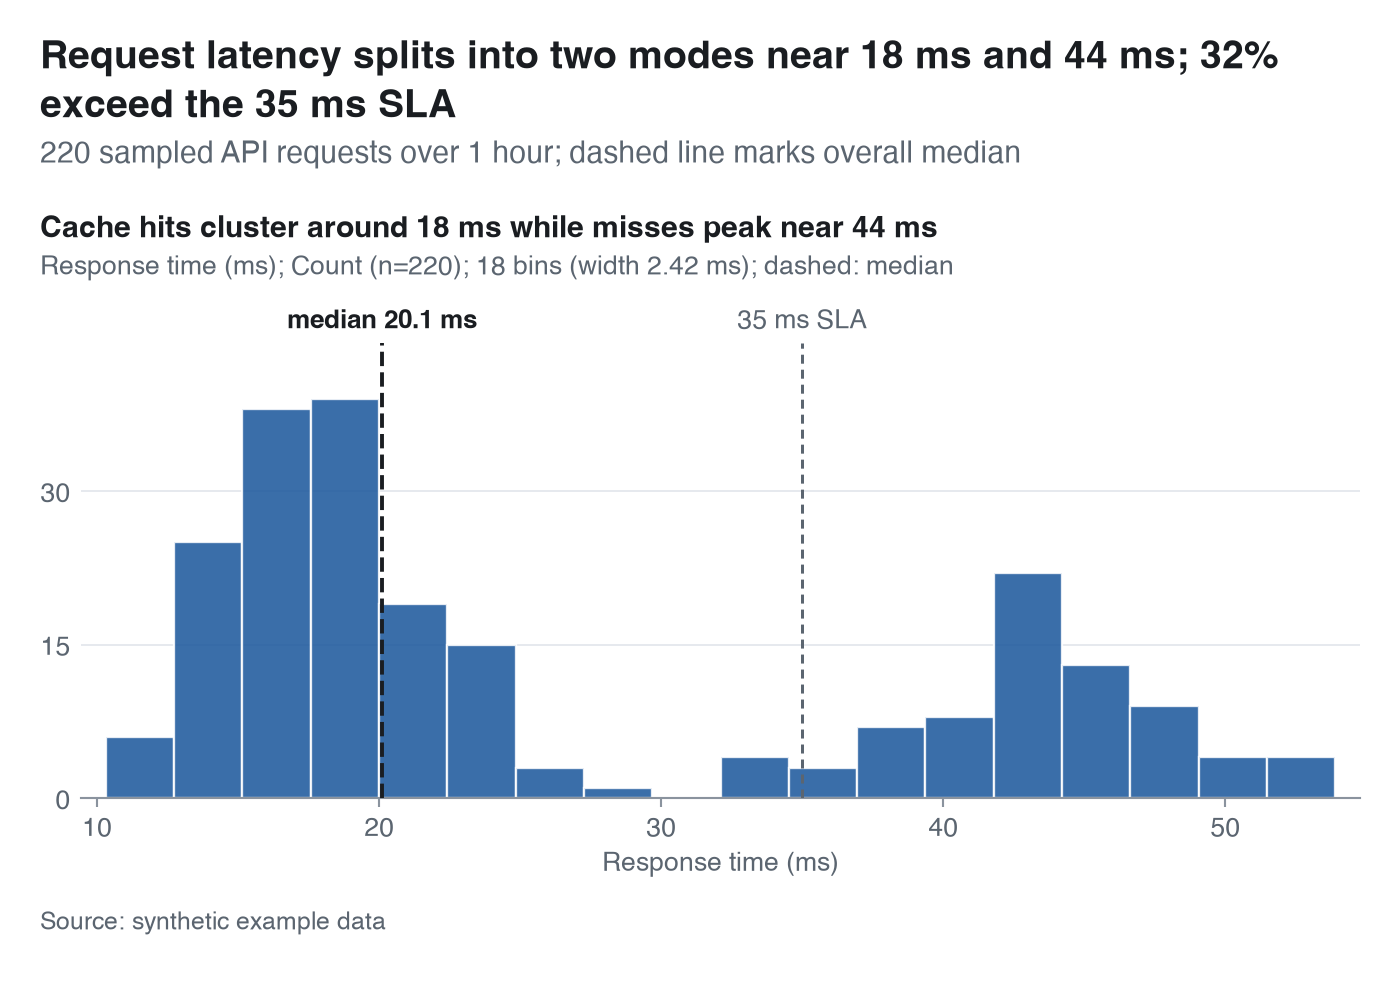 Request latency splits into two modes near 18 ms and 44 ms; 32%
exceed the 35 ms SLA
220 sampled API requests over 1 hour; dashed line marks overall median
Cache hits cluster around 18 ms while misses peak near 44 ms
Response time (ms); Count (n=220); 18 bins (width 2.42 ms); dashed: median
median 20.1 ms
35 ms SLA
30
15
0
10
20
30
40
50
Response time (ms)
Source: synthetic example data